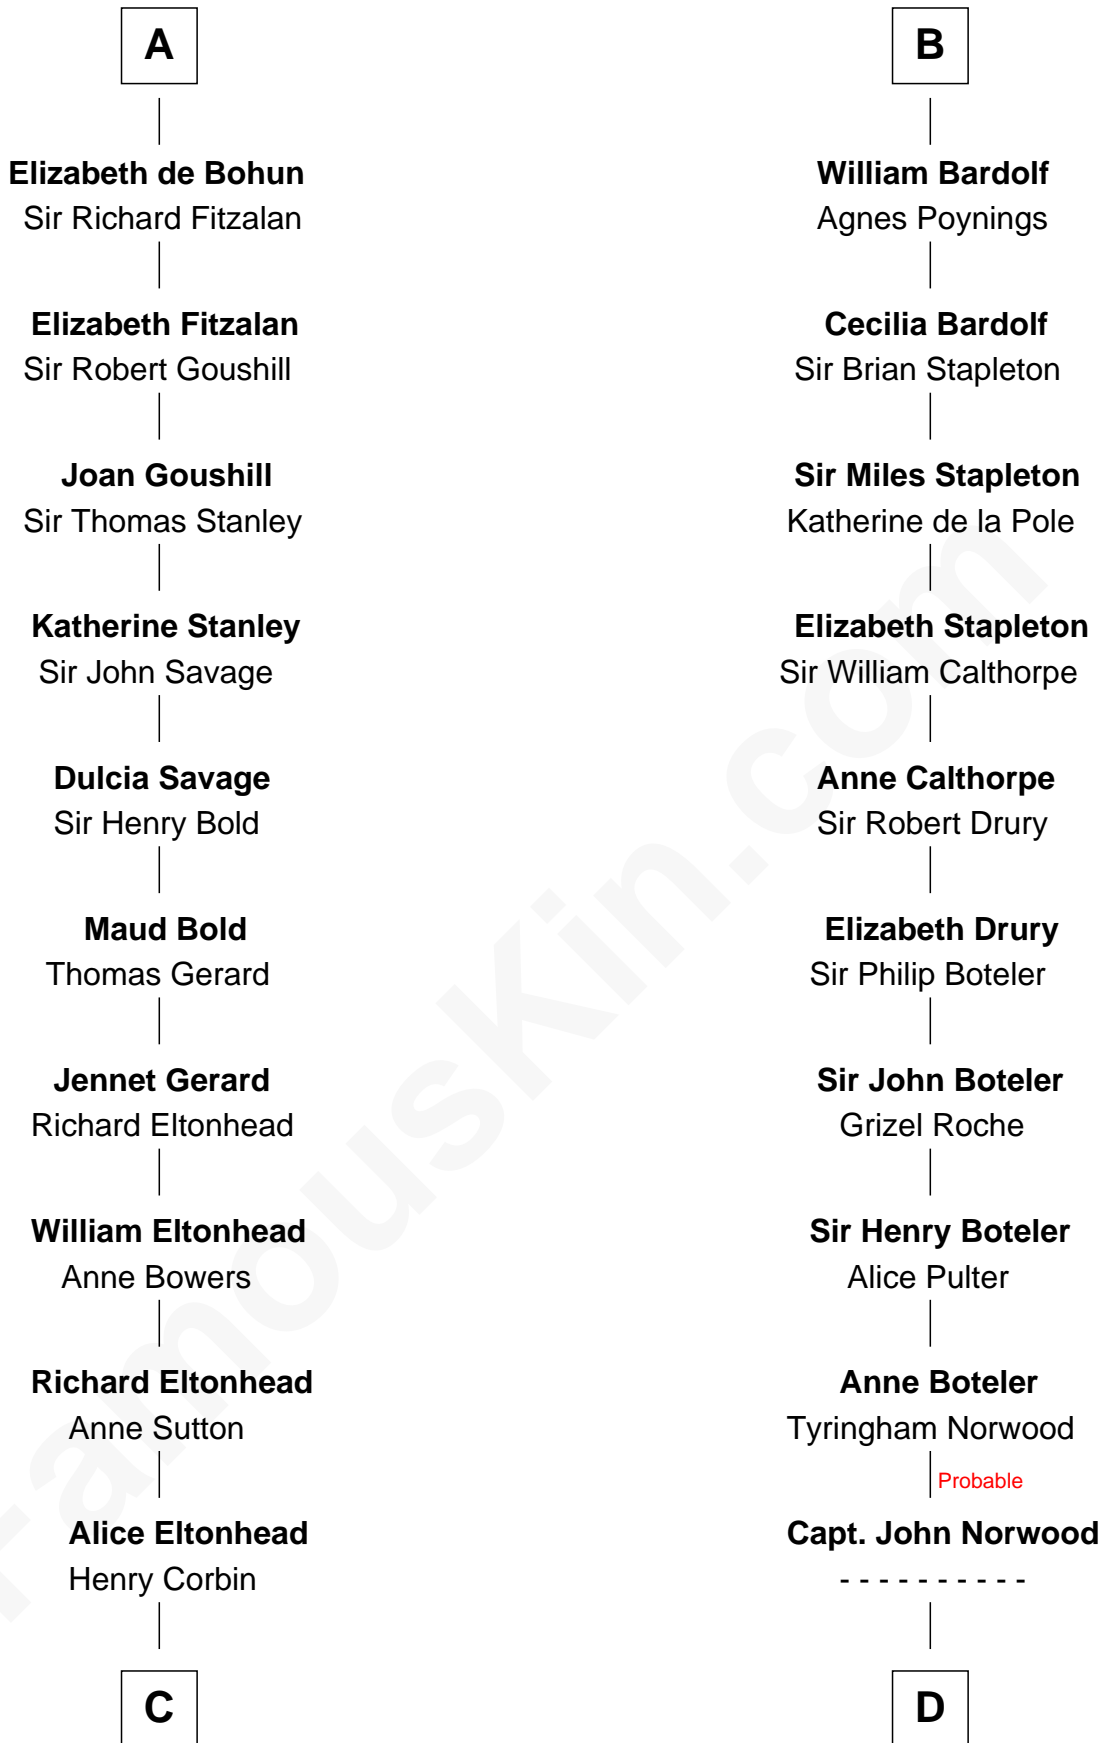 A
Elizabeth de Bohun
Sir Richard Fitzalan
Elizabeth Fitzalan
Sir Robert Goushill
Joan Goushill
Sir Thomas Stanley
Katherine Stanley
Sir John Savage
Dulcia Savage
Sir Henry Bold
Maud Bold
Thomas Gerard
Jennet Gerard
Richard Eltonhead
William Eltonhead
Anne Bowers
Richard Eltonhead
Anne Sutton
Alice Eltonhead
Henry Corbin
C
B
William Bardolf
Agnes Poynings
Cecilia Bardolf
Sir Brian Stapleton
Sir Miles Stapleton
Katherine de la Pole
Elizabeth Stapleton
Sir William Calthorpe
Anne Calthorpe
Sir Robert Drury
Elizabeth Drury
Sir Philip Boteler
Sir John Boteler
Grizel Roche
Sir Henry Boteler
Alice Pulter
Anne Boteler
Tyringham Norwood
Probable
Capt. John Norwood
- - - - - - - - - -
D
FamousKin.com